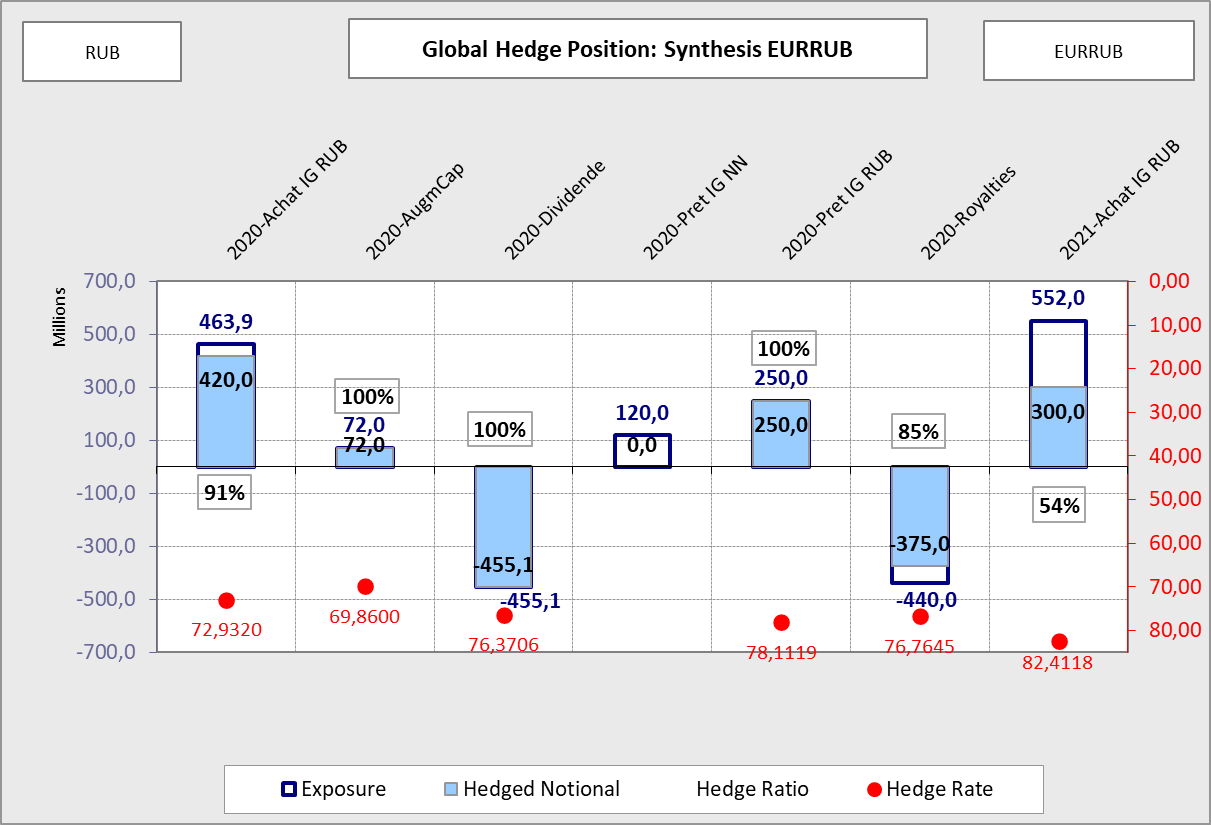 RUB
Global Hedge Position: Synthesis EURRUB
EURRUB
2020-Achat IG RUB
2020-AugmCap
2020-Dividende
2020-Pret IG NN
2020-Pret IG RUB
2020-Royalties
2021-Achat IG RUB
Millions
700,0
500,0
300,0
100,0
-100,0
-300,0
-500,0
-700,0
463,9
420,0
91%
72,9320
100%
72,0
72,0
69,8600
100%
-455,1
-455,1
76,3706
120,0
0,0
100%
250,0
250,0
78,1119
85%
-375,0
-440,0
76,7645
552,0
300,0
54%
82,4118
0,00
10,00
20,00
30,00
40,00
50,00
60,00
70,00
80,00
Exposure
Hedged Notional
Hedge Ratio
Hedge Rate